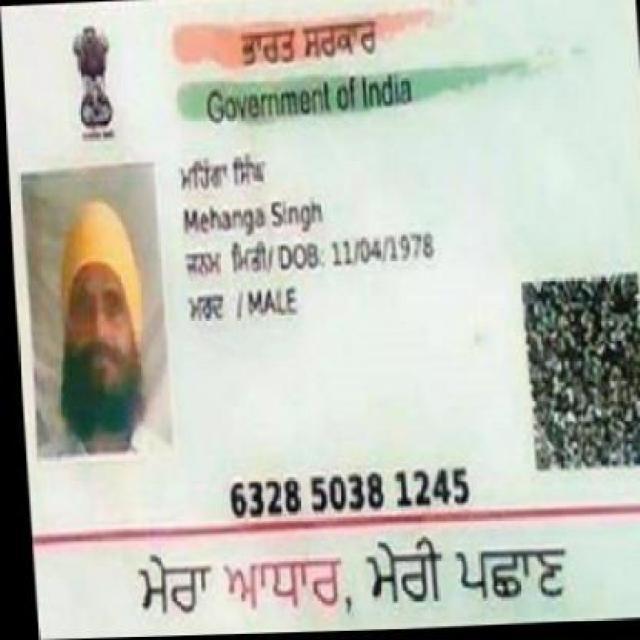 ਭਾਰਤ ਸਰਕਾਰ
Government of India
ਮਹਿੰਗਾ ਸਿੰਘ
Mehanga Singh
ਜਨਮ ਮਿਤੀ/ DOB: 11/04/1978
ਮਰਦ / MALE
6328 5038 1245
ਮੇਰਾ ਆਧਾਰ, ਮੇਰੀ ਪਛਾਣ